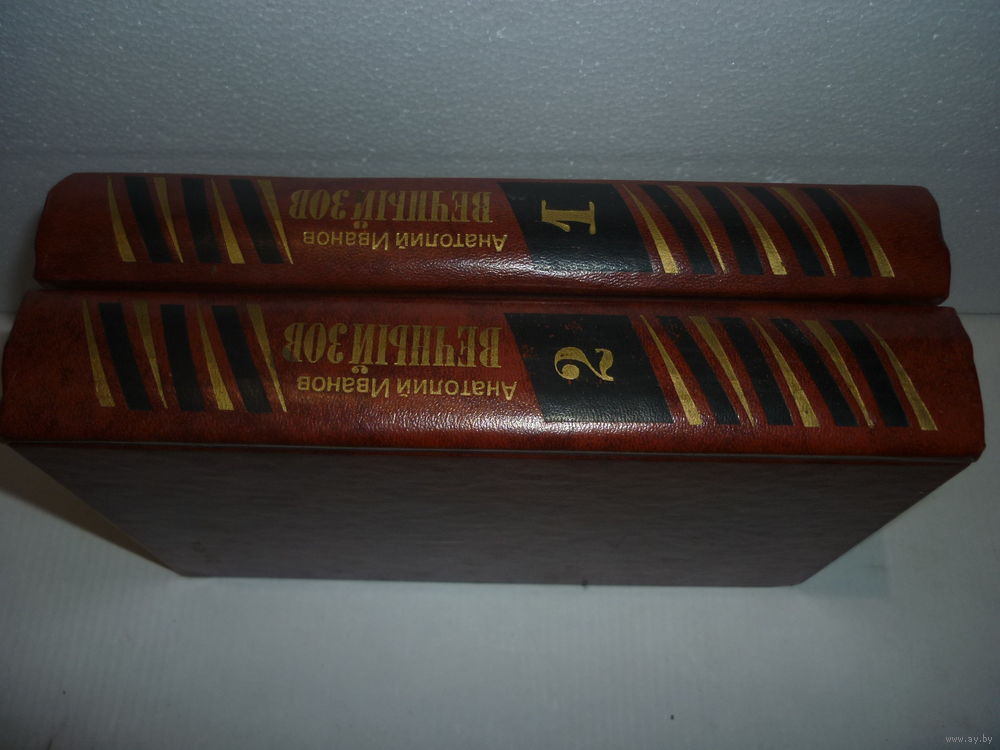 Анатолий Иванов
ВЕЧНЫЙ ЗОВ
1
Анатолий Иванов
ВЕЧНЫЙ ЗОВ
2
www.ay.by